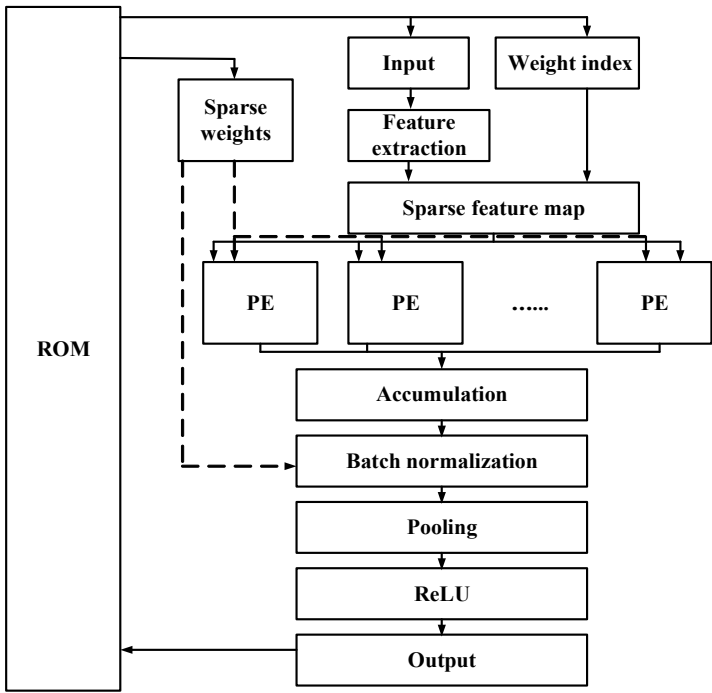 Input
Weight index
Sparse
weights
Feature
extraction
Sparse feature map
PE
PE
......
PE
ROM
Accumulation
Batch normalization
Pooling
ReLU
Output